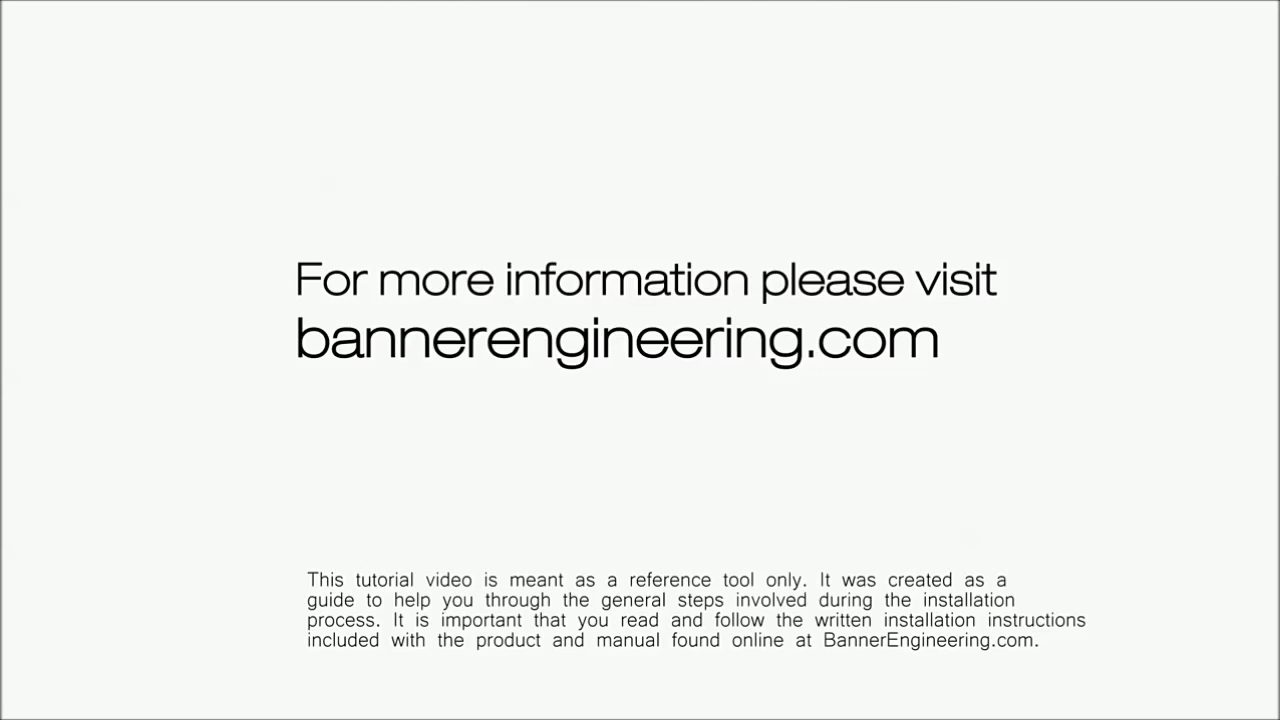 For more information please visit
bannerengineering.com
This tutorial video is meant as a reference tool only. It was created as a
guide to help you through the general steps involved during the installation
process. It is important that you read and follow the written installation instructions
included with the product and manual found online at BannerEngineering.com.